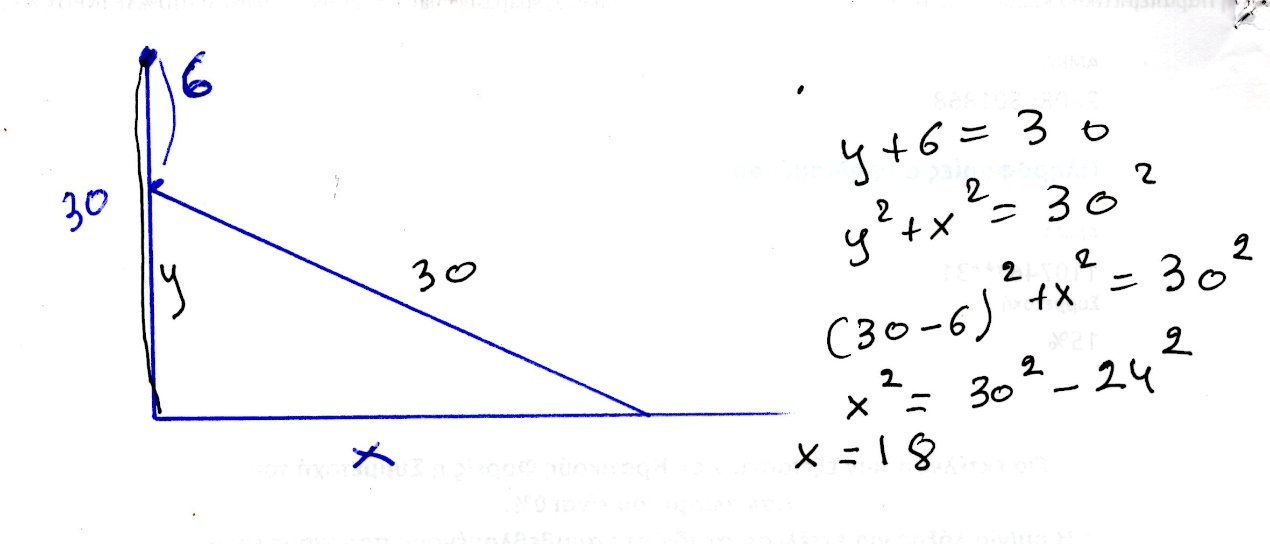 6
30
y
30
x
y + 6 = 30
y² + x² = 30²
(30-6)² + x² = 30²
x² = 30² - 24²
x = 18